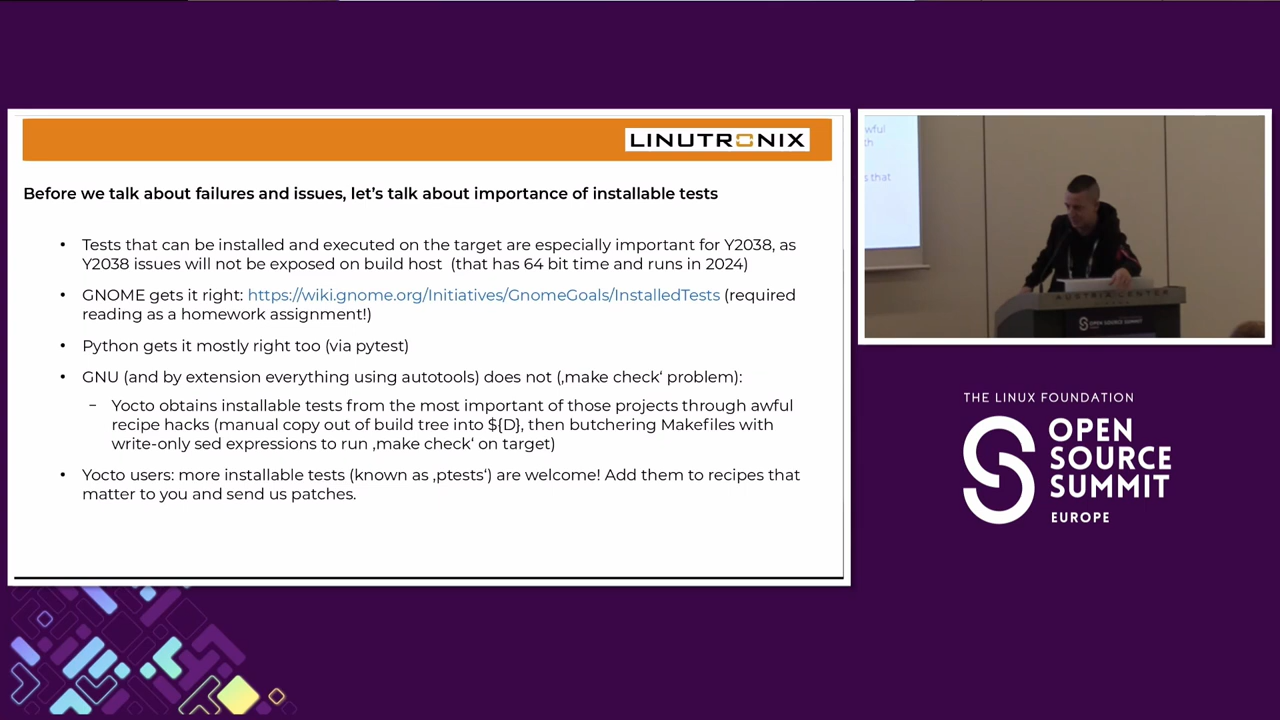 LINUTRONIX
Before we talk about failures and issues, let's talk about importance of installable tests
• Tests that can be installed and executed on the target are especially important for Y2038, as
Y2038 issues will not be exposed on build host (that has 64 bit time and runs in 2024)
• GNOME gets it right: https://wiki.gnome.org/Initiatives/GnomeGoals/InstalledTests (required
reading as a homework assignment!)
• Python gets it mostly right too (via pytest)
• GNU (and by extension everything using autotools) does not (‚make check‘ problem):
– Yocto obtains installable tests from the most important of those projects through awful
recipe hacks (manual copy out of build tree into ${D}, then butchering Makefiles with
write-only sed expressions to run ‚make check‘ on target)
• Yocto users: more installable tests (known as ‚ptests‘) are welcome! Add them to recipes that
matter to you and send us patches.
s that
AUSTRIA CENTER
OPEN SOURCE SUMMIT
THE LINUX FOUNDATION
OPEN
SOURCE
SUMMIT
EUROPE